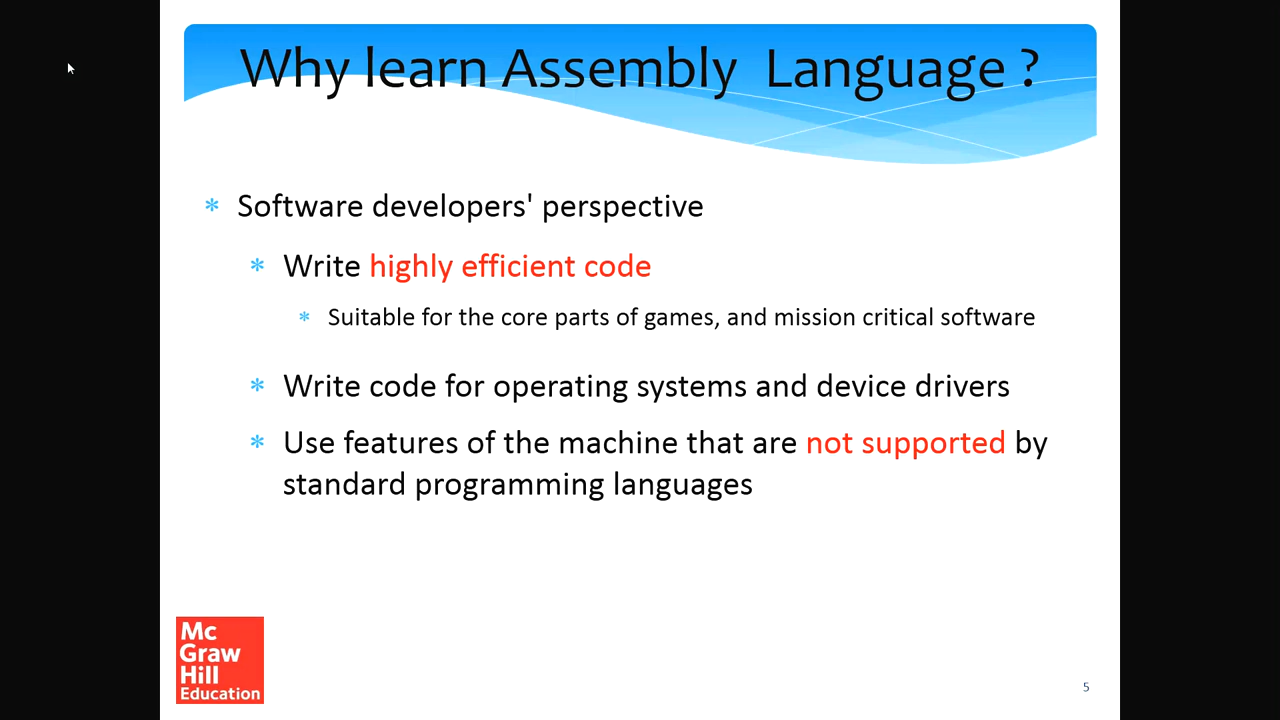 Why learn Assembly Language ?
* Software developers' perspective
* Write highly efficient code
* Suitable for the core parts of games, and mission critical software
* Write code for operating systems and device drivers
* Use features of the machine that are not supported by
standard programming languages
Mc
Graw
Hill
Education
5